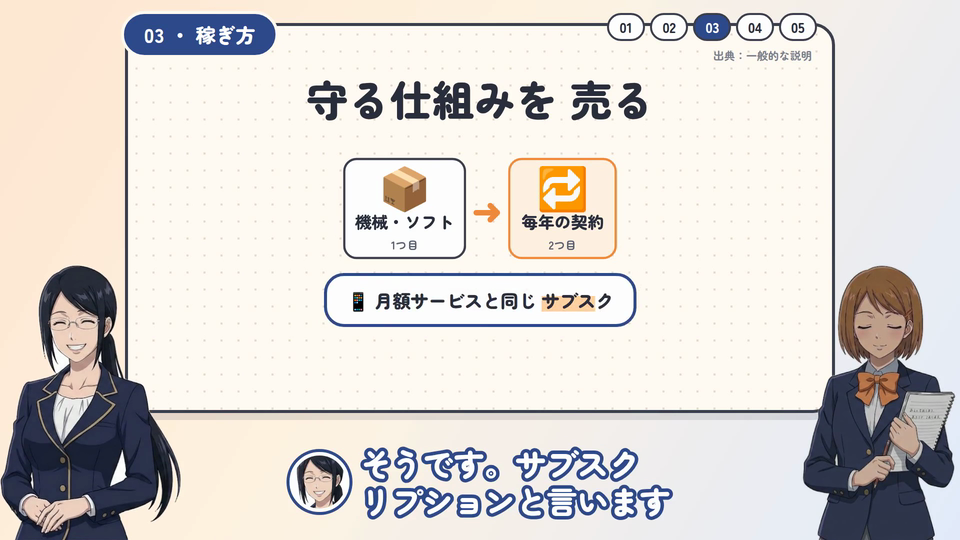 03 ・ 稼ぎ方
01 02 03 04 05
出典：一般的な説明
守る仕組みを 売る
機械・ソフト
1つ目
毎年の契約
2つ目
月額サービスと同じ サブスク
そうです。サブスク
リプションと言います